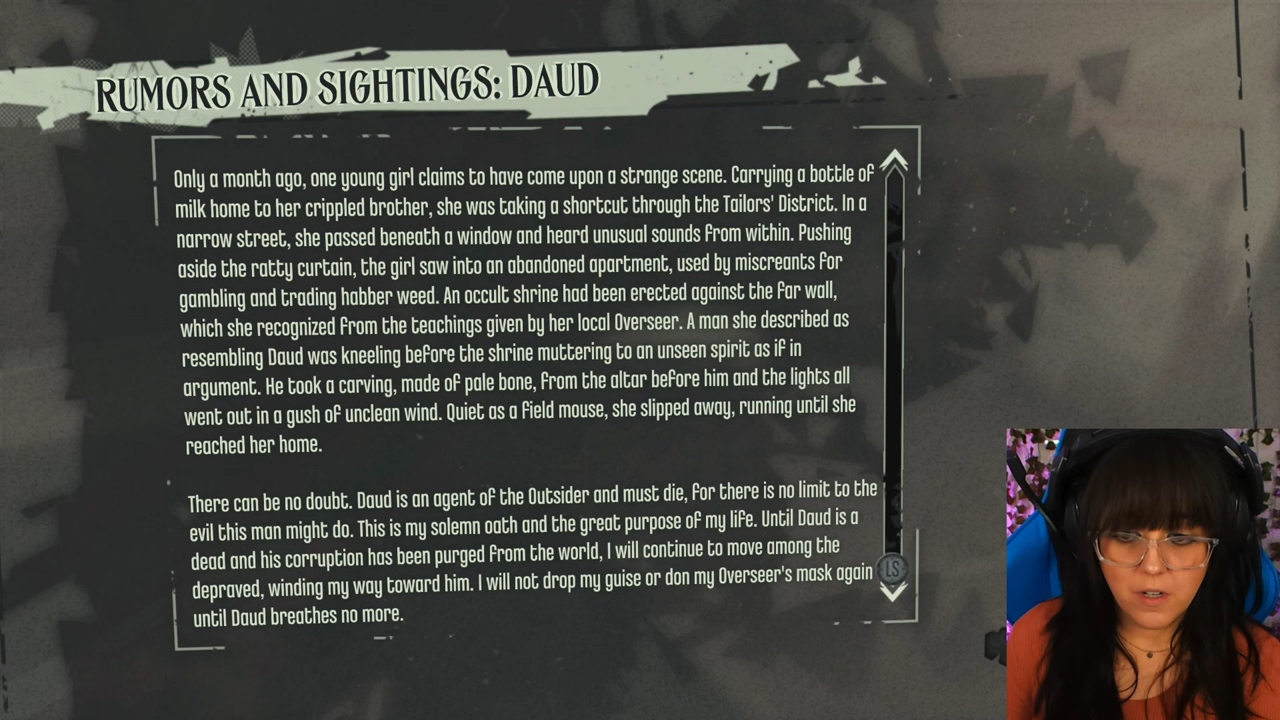 RUMORS AND SIGHTINGS: DAUD
Only a month ago, one young girl claims to have come upon a strange scene. Carrying a bottle of
milk home to her crippled brother, she was taking a shortcut through the Tailors' District. In a
narrow street, she passed beneath a window and heard unusual sounds from within. Pushing
aside the ratty curtain, the girl saw into an abandoned apartment, used by miscreants for
gambling and trading habber weed. An occult shrine had been erected against the far wall,
which she recognized from the teachings given by her local Overseer. A man she described as
resembling Daud was kneeling before the shrine muttering to an unseen spirit as if in
argument. He took a carving, made of pale bone, from the altar before him and the lights all
went out in a gush of unclean wind. Quiet as a field mouse, she slipped away, running until she
reached her home.
There can be no doubt. Daud is an agent of the Outsider and must die, for there is no limit to the
evil this man might do. This is my solemn oath and the great purpose of my life. Until Daud is a
dead and his corruption has been purged from the world, I will continue to move among the
depraved, winding my way toward him. I will not drop my guise or don my Overseer's mask again
until Daud breathes no more.
LS